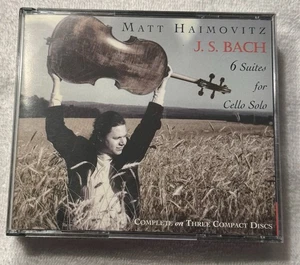 Matt Haimovitz
J. S. Bach
6 Suites
for
Cello Solo
Complete on Three Compact Discs